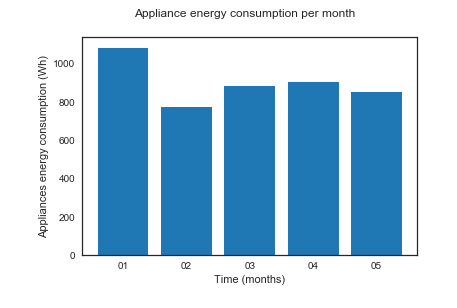 Appliance energy consumption per month
Appliances energy consumption (Wh)
1000
800
600
400
200
0
01 02 03 04 05
Time (months)